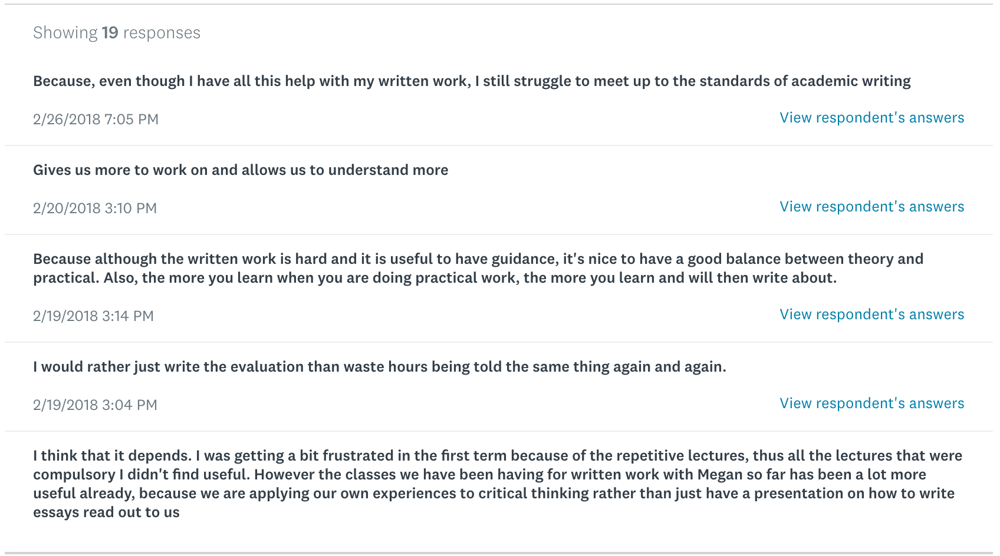 Showing 19 responses
Because, even though I have all this help with my written work, I still struggle to meet up to the standards of academic writing
2/26/2018 7:05 PM
View respondent's answers
Gives us more to work on and allows us to understand more
2/20/2018 3:10 PM
View respondent's answers
Because although the written work is hard and it is useful to have guidance, it's nice to have a good balance between theory and
practical. Also, the more you learn when you are doing practical work, the more you learn and will then write about.
2/19/2018 3:14 PM
View respondent's answers
I would rather just write the evaluation than waste hours being told the same thing again and again.
2/19/2018 3:04 PM
View respondent's answers
I think that it depends. I was getting a bit frustrated in the first term because of the repetitive lectures, thus all the lectures that were
compulsory I didn't find useful. However the classes we have been having for written work with Megan so far has been a lot more
useful already, because we are applying our own experiences to critical thinking rather than just have a presentation on how to write
essays read out to us